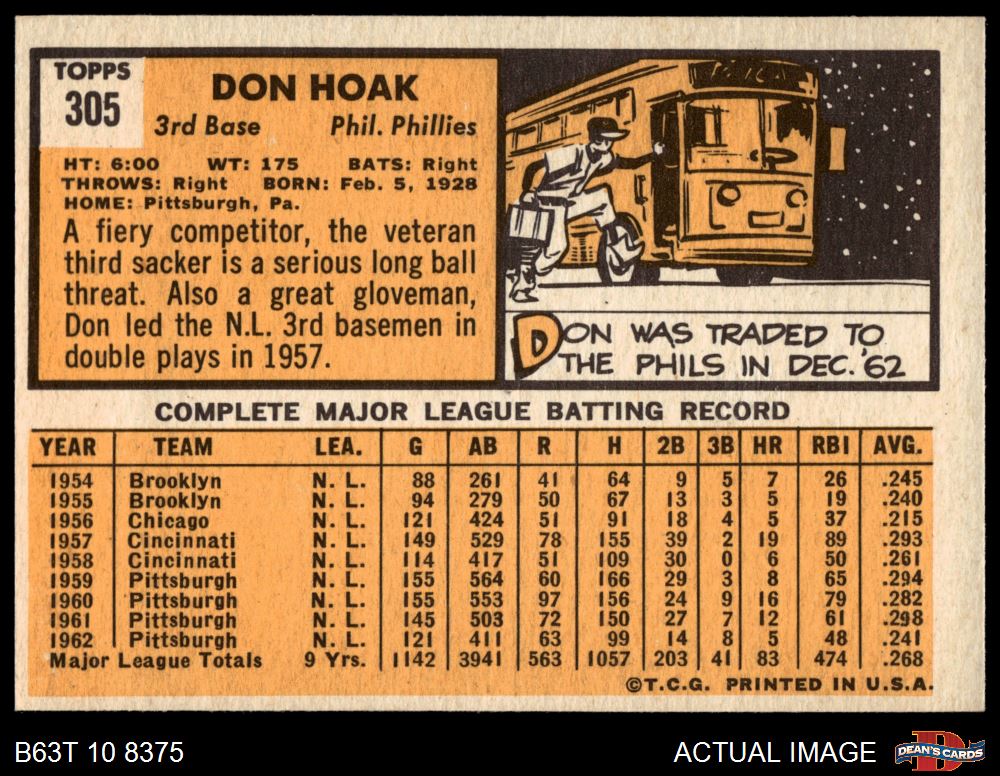 TOPPS
305
DON HOAK
3rd Base Phil. Phillies
HT: 6:00 WT: 175 BATS: Right
THROWS: Right BORN: Feb. 5, 1928
HOME: Pittsburgh, Pa.
A fiery competitor, the veteran
third sacker is a serious long ball
threat. Also a great gloveman,
Don led the N.L. 3rd basemen in
double plays in 1957.
DON WAS TRADED TO
THE PHILS IN DEC. '62
COMPLETE MAJOR LEAGUE BATTING RECORD
YEAR TEAM LEA. G AB R H 2B 3B HR RBI AVG.
1954 Brooklyn N. L. 88 261 41 64 9 5 7 26 .245
1955 Brooklyn N. L. 94 279 50 67 13 3 5 19 .240
1956 Chicago N. L. 121 424 51 91 18 4 5 37 .215
1957 Cincinnati N. L. 149 529 78 155 39 2 19 89 .293
1958 Cincinnati N. L. 114 417 51 109 30 0 6 50 .261
1959 Pittsburgh N. L. 155 564 60 166 29 3 8 65 .294
1960 Pittsburgh N. L. 155 553 97 156 24 9 16 79 .282
1961 Pittsburgh N. L. 145 503 72 150 27 7 12 61 .298
1962 Pittsburgh N. L. 121 411 63 99 14 8 5 48 .241
Major League Totals 9 Yrs. 1142 3941 563 1057 203 41 83 474 .268
©T.C.G. PRINTED IN U.S.A.
B63T 10 8375
ACTUAL IMAGE
DEAN'S CARDS